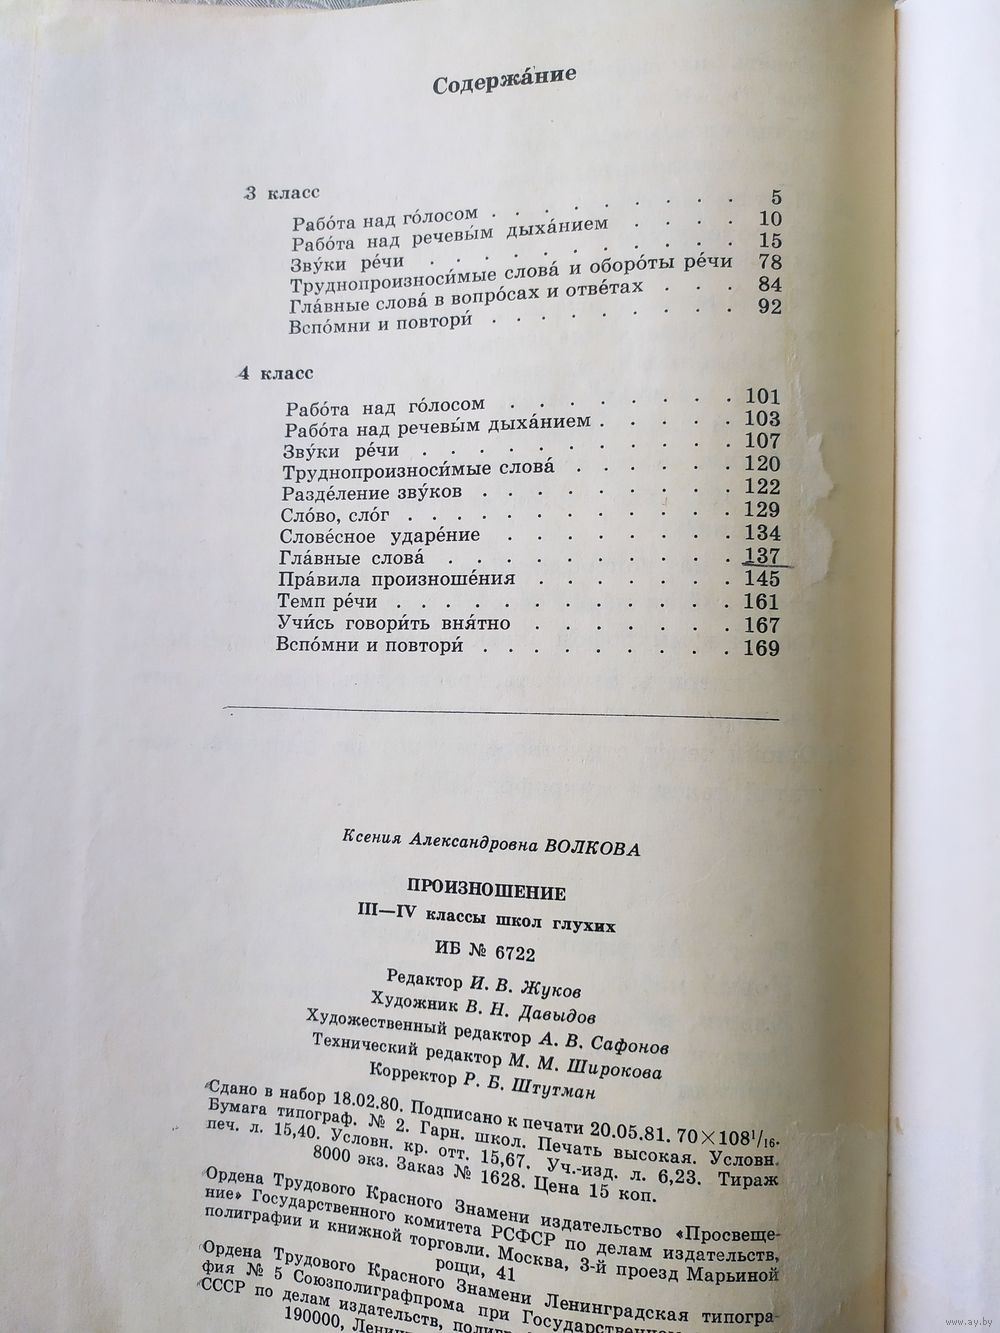 Содержа́ние
3 класс
Рабо́та над го́лосом . . . . . . . . . 5
Рабо́та над речевы́м дыха́нием . . . . 10
Зву́ки ре́чи . . . . . . . . . . . 15
Труднопроизноси́мые слова́ и оборо́ты ре́чи 78
Гла́вные слова́ в вопро́сах и отве́тах . . . 84
Вспо́мни и повтори́ . . . . . . . . . 92
4 класс
Рабо́та над го́лосом . . . . . . . . 101
Рабо́та над речевы́м дыха́нием . . . . . 103
Зву́ки ре́чи . . . . . . . . . . . 107
Труднопроизноси́мые слова́ . . . . . . 120
Разделе́ние зву́ков . . . . . . . . . 122
Сло́во, сло́г . . . . . . . . . . . . 129
Слове́сное ударе́ние . . . . . . . . 134
Гла́вные слова́ . . . . . . . . . . 137
Пра́вила произноше́ния . . . . . . . 145
Темп ре́чи . . . . . . . . . . . . 161
Учи́сь говори́ть вня́тно . . . . . . . 167
Вспо́мни и повтори́ . . . . . . . . . 169
Ксения Александровна ВОЛКОВА
ПРОИЗНОШЕНИЕ
III—IV классы школ глухих
ИБ № 6722
Редактор И. В. Жуков
Художник В. Н. Давыдов
Художественный редактор А. В. Сафонов
Технический редактор М. М. Широкова
Корректор Р. Б. Штутман
Сдано в набор 18.02.80. Подписано к печати 20.05.81. 70×108¹/₁₆.
Бумага типограф. № 2. Гарн. школ. Печать высокая. Условн.
печ. л. 15,40. Условн. кр. отт. 15,67. Уч.-изд. л. 6,23. Тираж
8000 экз. Заказ № 1628. Цена 15 коп.
Ордена Трудового Красного Знамени издательство «Просвеще-
ние» Государственного комитета РСФСР по делам издательств,
полиграфии и книжной торговли. Москва, 3-й проезд Марьиной
рощи, 41
Ордена Трудового Красного Знамени Ленинградская типогра-
фия № 5 Союзполиграфпрома при Государственном
СССР по делам издательств,
190000,
www.ay.by